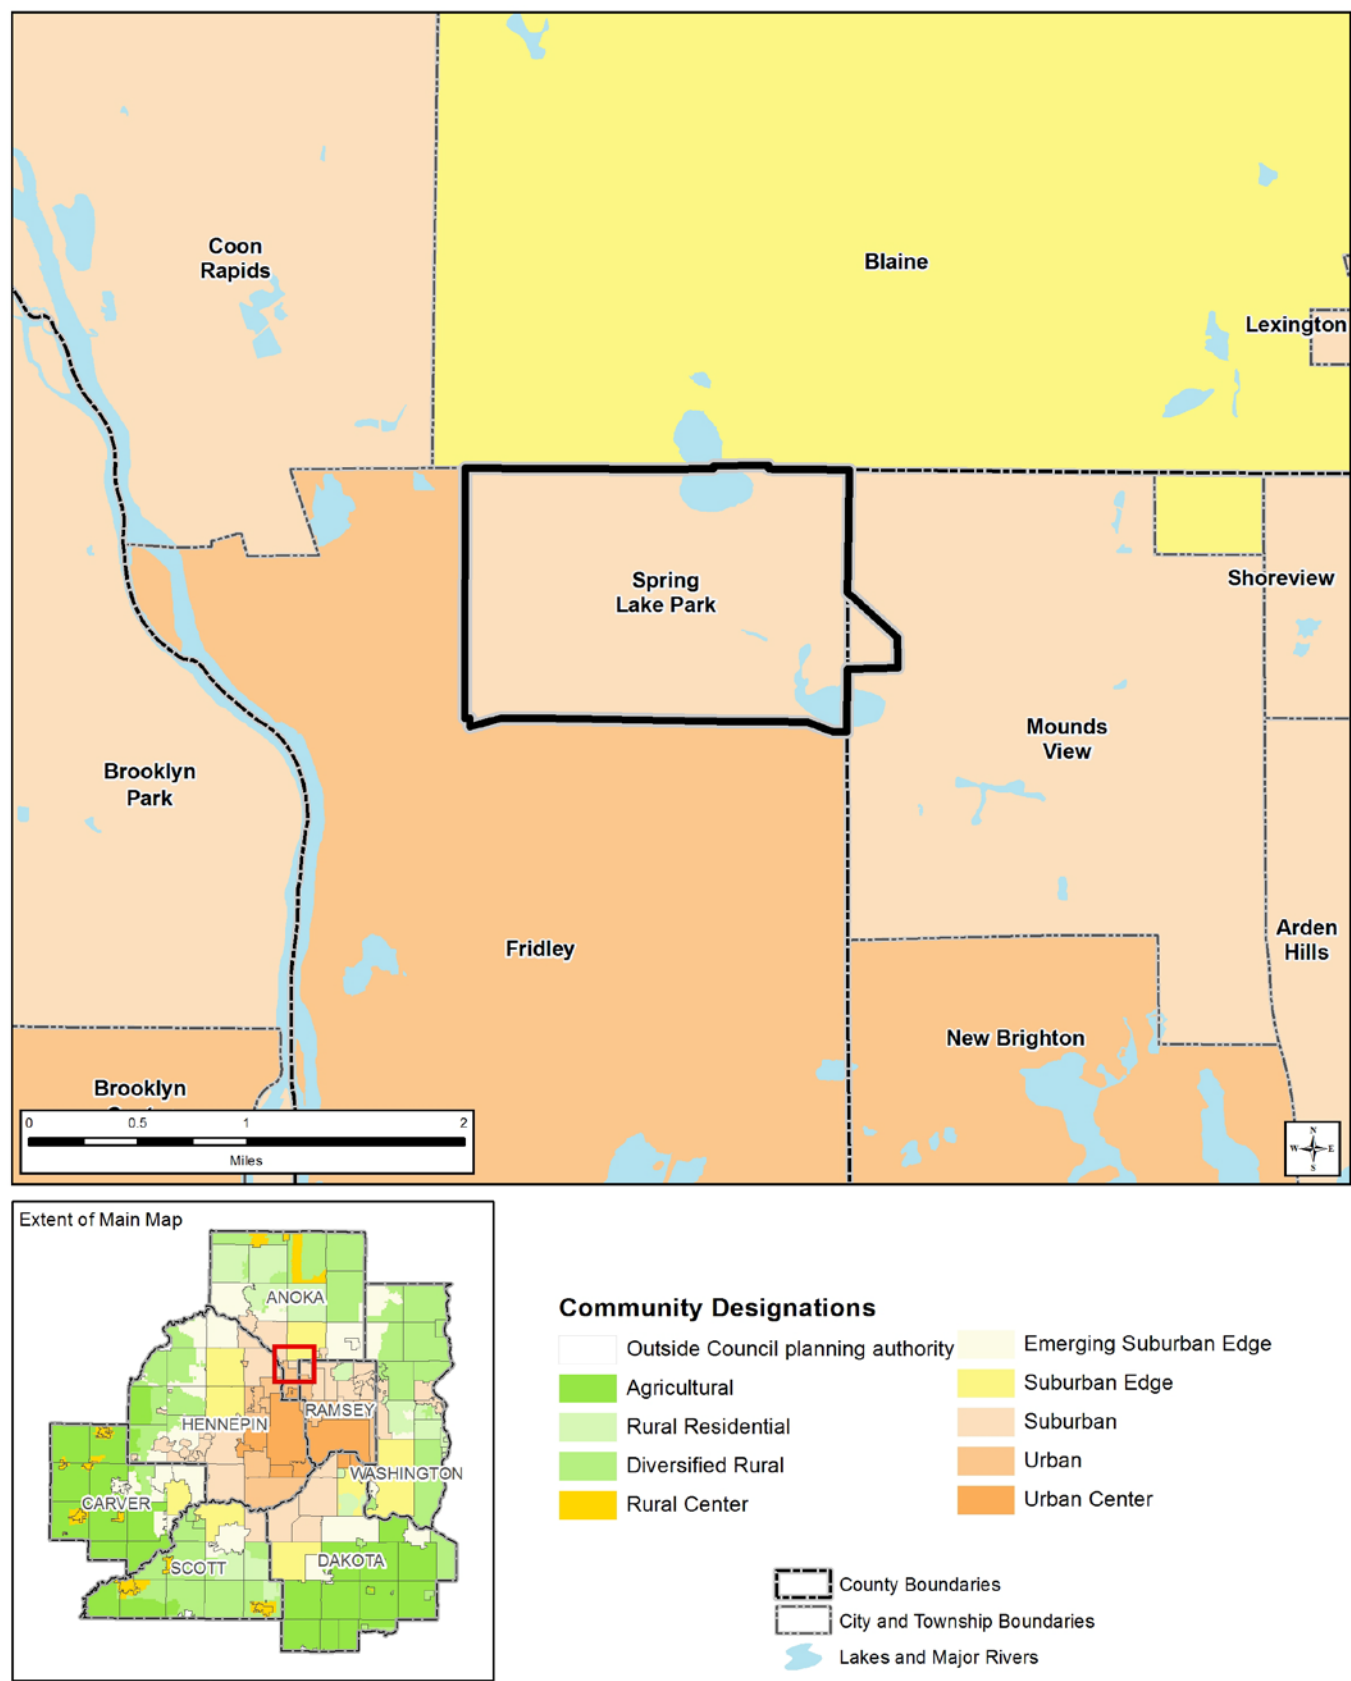 Coon
Rapids
Blaine
Lexington
Spring
Lake Park
Shoreview
Mounds
View
Brooklyn
Park
Fridley
Arden
Hills
New Brighton
Brooklyn
0 0.5 1 2
Miles
N
W E
S
Extent of Main Map
ANOKA
HENNEPIN
RAMSEY
WASHINGTON
CARVER
SCOTT
DAKOTA
Community Designations
Outside Council planning authority
Agricultural
Rural Residential
Diversified Rural
Rural Center
Emerging Suburban Edge
Suburban Edge
Suburban
Urban
Urban Center
County Boundaries
City and Township Boundaries
Lakes and Major Rivers